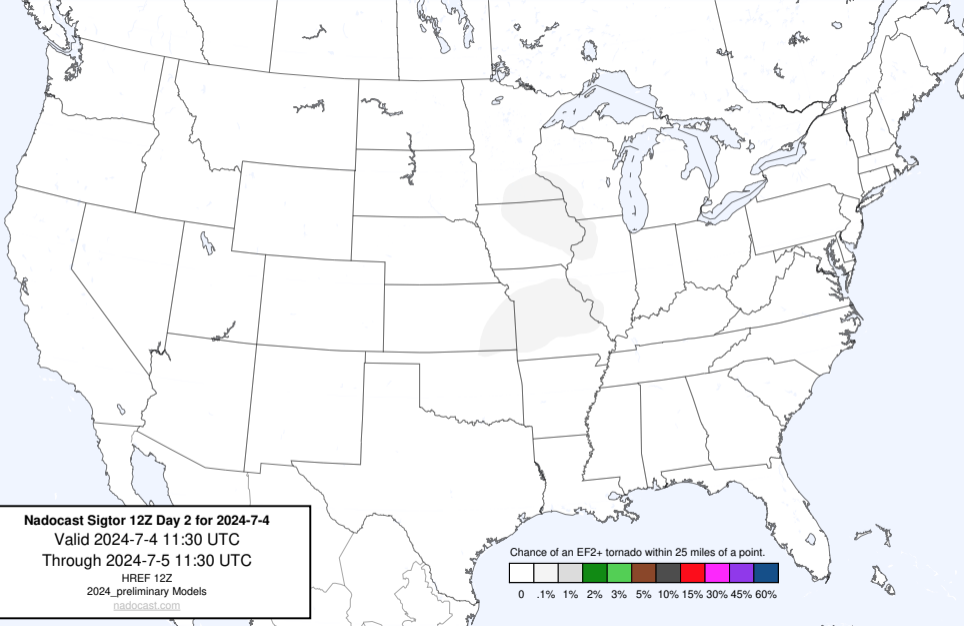 Nadocast Sigtor 12Z Day 2 for 2024-7-4
Valid 2024-7-4 11:30 UTC
Through 2024-7-5 11:30 UTC
HREF 12Z
2024_preliminary Models
nadocast.com
Chance of an EF2+ tornado within 25 miles of a point.
0 .1% 1% 2% 3% 5% 10% 15% 30% 45% 60%